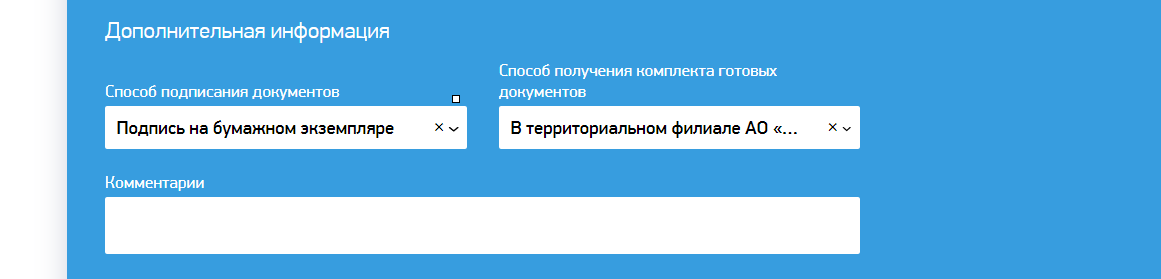 Дополнительная информация
Способ подписания документов
Подпись на бумажном экземпляре
Способ получения комплекта готовых
документов
В территориальном филиале АО «...
Комментарии